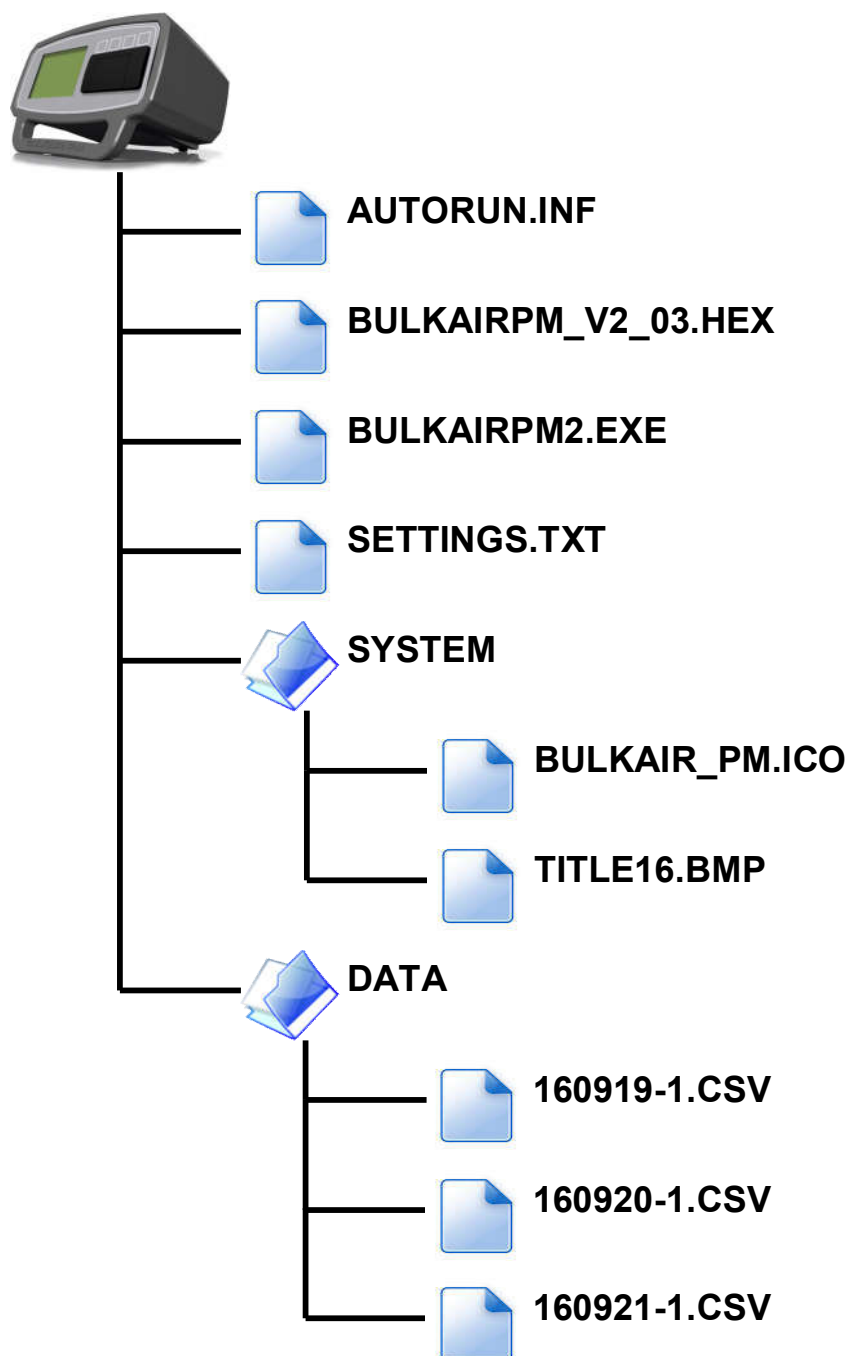 AUTORUN.INF
BULKAIRPM_V2_03.HEX
BULKAIRPM2.EXE
SETTINGS.TXT
SYSTEM
BULKAIR_PM.ICO
TITLE16.BMP
DATA
160919-1.CSV
160920-1.CSV
160921-1.CSV